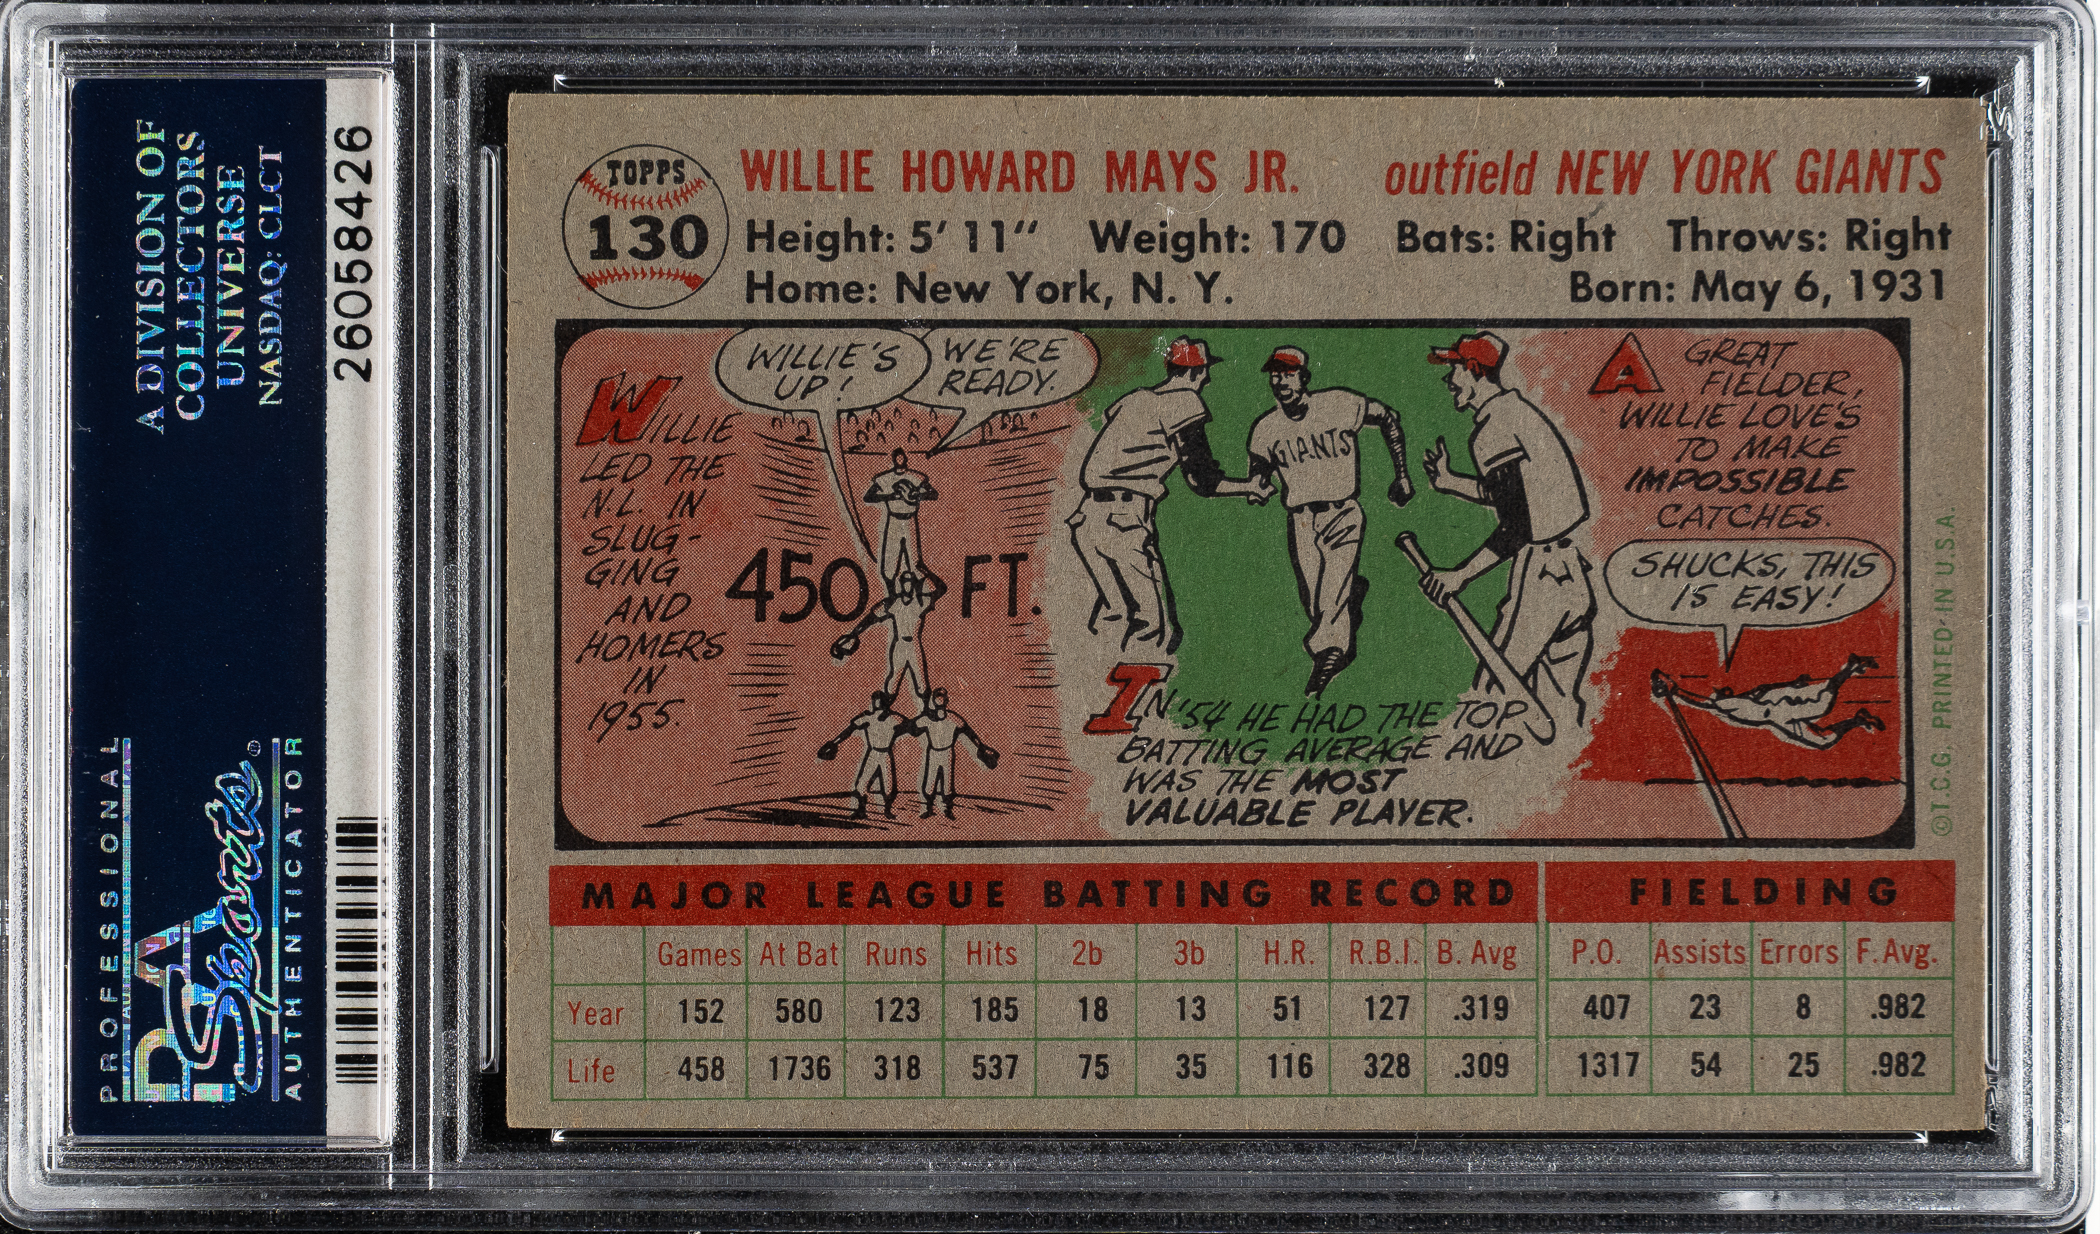 A DIVISION OF
COLLECTORS
UNIVERSE
NASDAQ: CLCT
26058426
PROFESSIONAL
PSA
Sports ®
AUTHENTICATOR
TOPPS
130
WILLIE HOWARD MAYS JR. outfield NEW YORK GIANTS
Height: 5' 11" Weight: 170 Bats: Right Throws: Right
Home: New York, N. Y. Born: May 6, 1931
WILLIE
LED THE
N.L. IN
SLUG-
GING
AND
HOMERS
IN
1955.
WILLIE'S
UP!
WE'RE
READY.
450 FT.
GIANTS
IN '54 HE HAD THE TOP
BATTING AVERAGE AND
WAS THE MOST
VALUABLE PLAYER.
A GREAT
FIELDER,
WILLIE LOVE'S
TO MAKE
IMPOSSIBLE
CATCHES.
SHUCKS, THIS
IS EASY!
© T.C.G. PRINTED-IN U.S.A.
MAJOR LEAGUE BATTING RECORD FIELDING
Games At Bat Runs Hits 2b 3b H.R. R.B.I. B. Avg P.O. Assists Errors F. Avg.
Year 152 580 123 185 18 13 51 127 .319 407 23 8 .982
Life 458 1736 318 537 75 35 116 328 .309 1317 54 25 .982